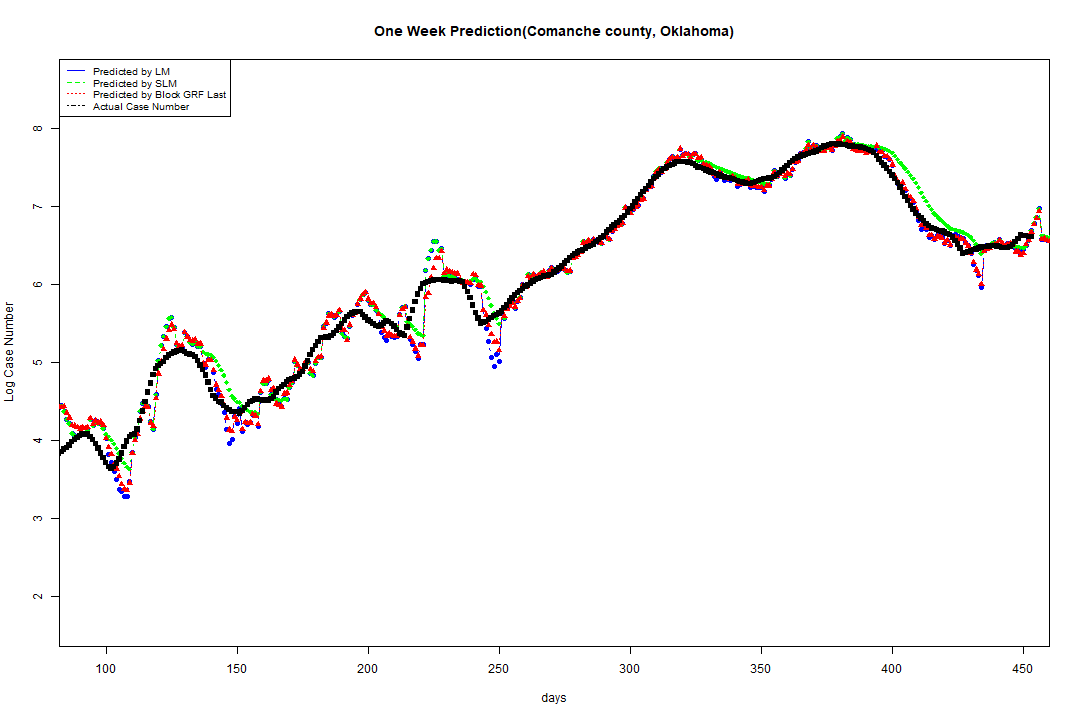 One Week Prediction(Comanche county, Oklahoma)
Predicted by LM
Predicted by SLM
Predicted by Block GRF Last
Actual Case Number
Log Case Number
8
7
6
5
4
3
2
100 150 200 250 300 350 400 450
days